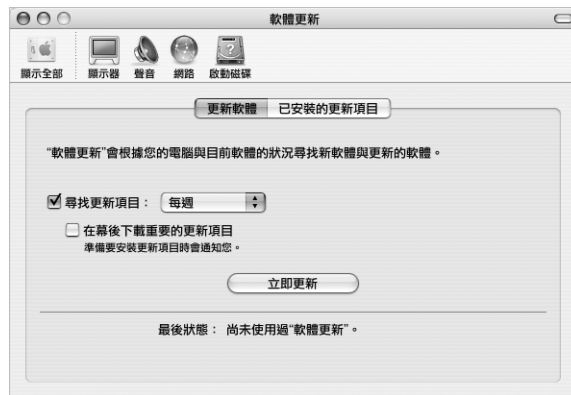 軟體更新
顯示全部 顯示器 聲音 網路 啟動磁碟
更新軟體 已安裝的更新項目
“軟體更新”會根據您的電腦與目前軟體的狀況尋找新軟體與更新的軟體。
尋找更新項目： 每週
在幕後下載重要的更新項目
準備要安裝更新項目時會通知您。
立即更新
最後狀態： 尚未使用過“軟體更新”。